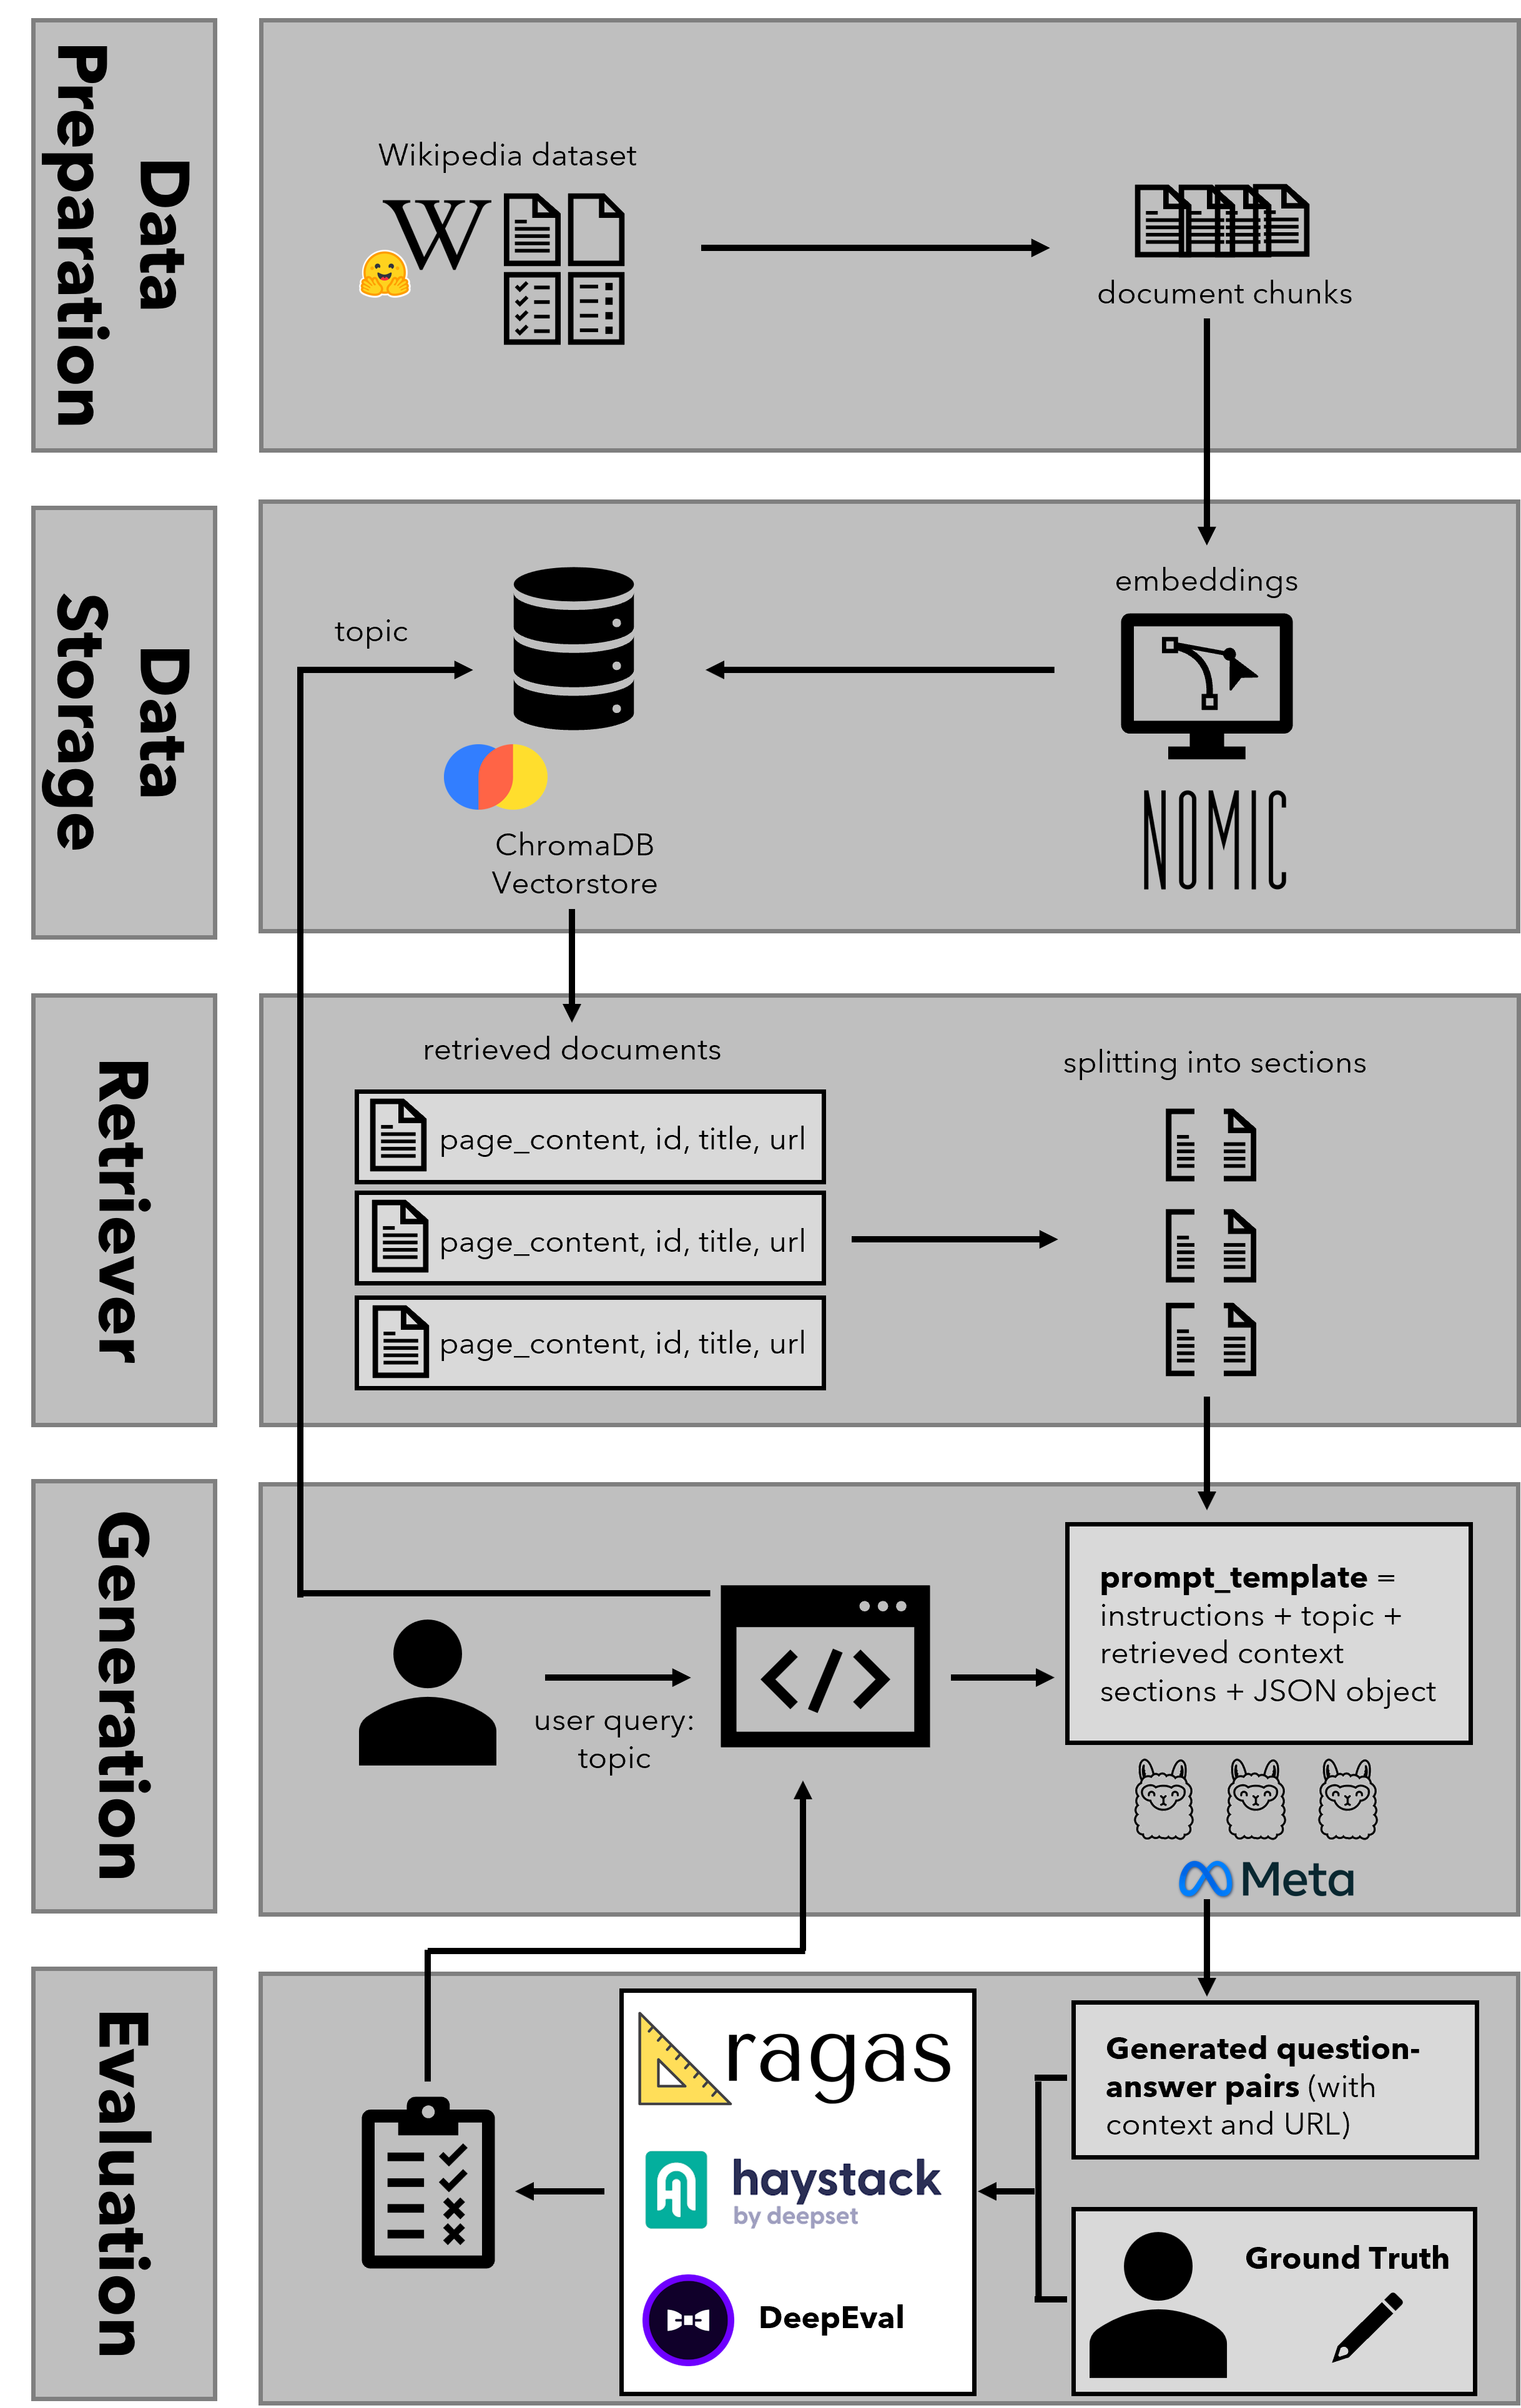 Data
Preparation
Wikipedia dataset
W
document chunks
Data
Storage
topic
embeddings
NOMIC
ChromaDB
Vectorstore
Retriever
retrieved documents
page_content, id, title, url
page_content, id, title, url
page_content, id, title, url
splitting into sections
Generation
user query:
topic
</>
prompt_template =
instructions + topic +
retrieved context
sections + JSON object
Meta
Evaluation
ragas
haystack
by deepset
DeepEval
Generated question-
answer pairs (with
context and URL)
Ground Truth